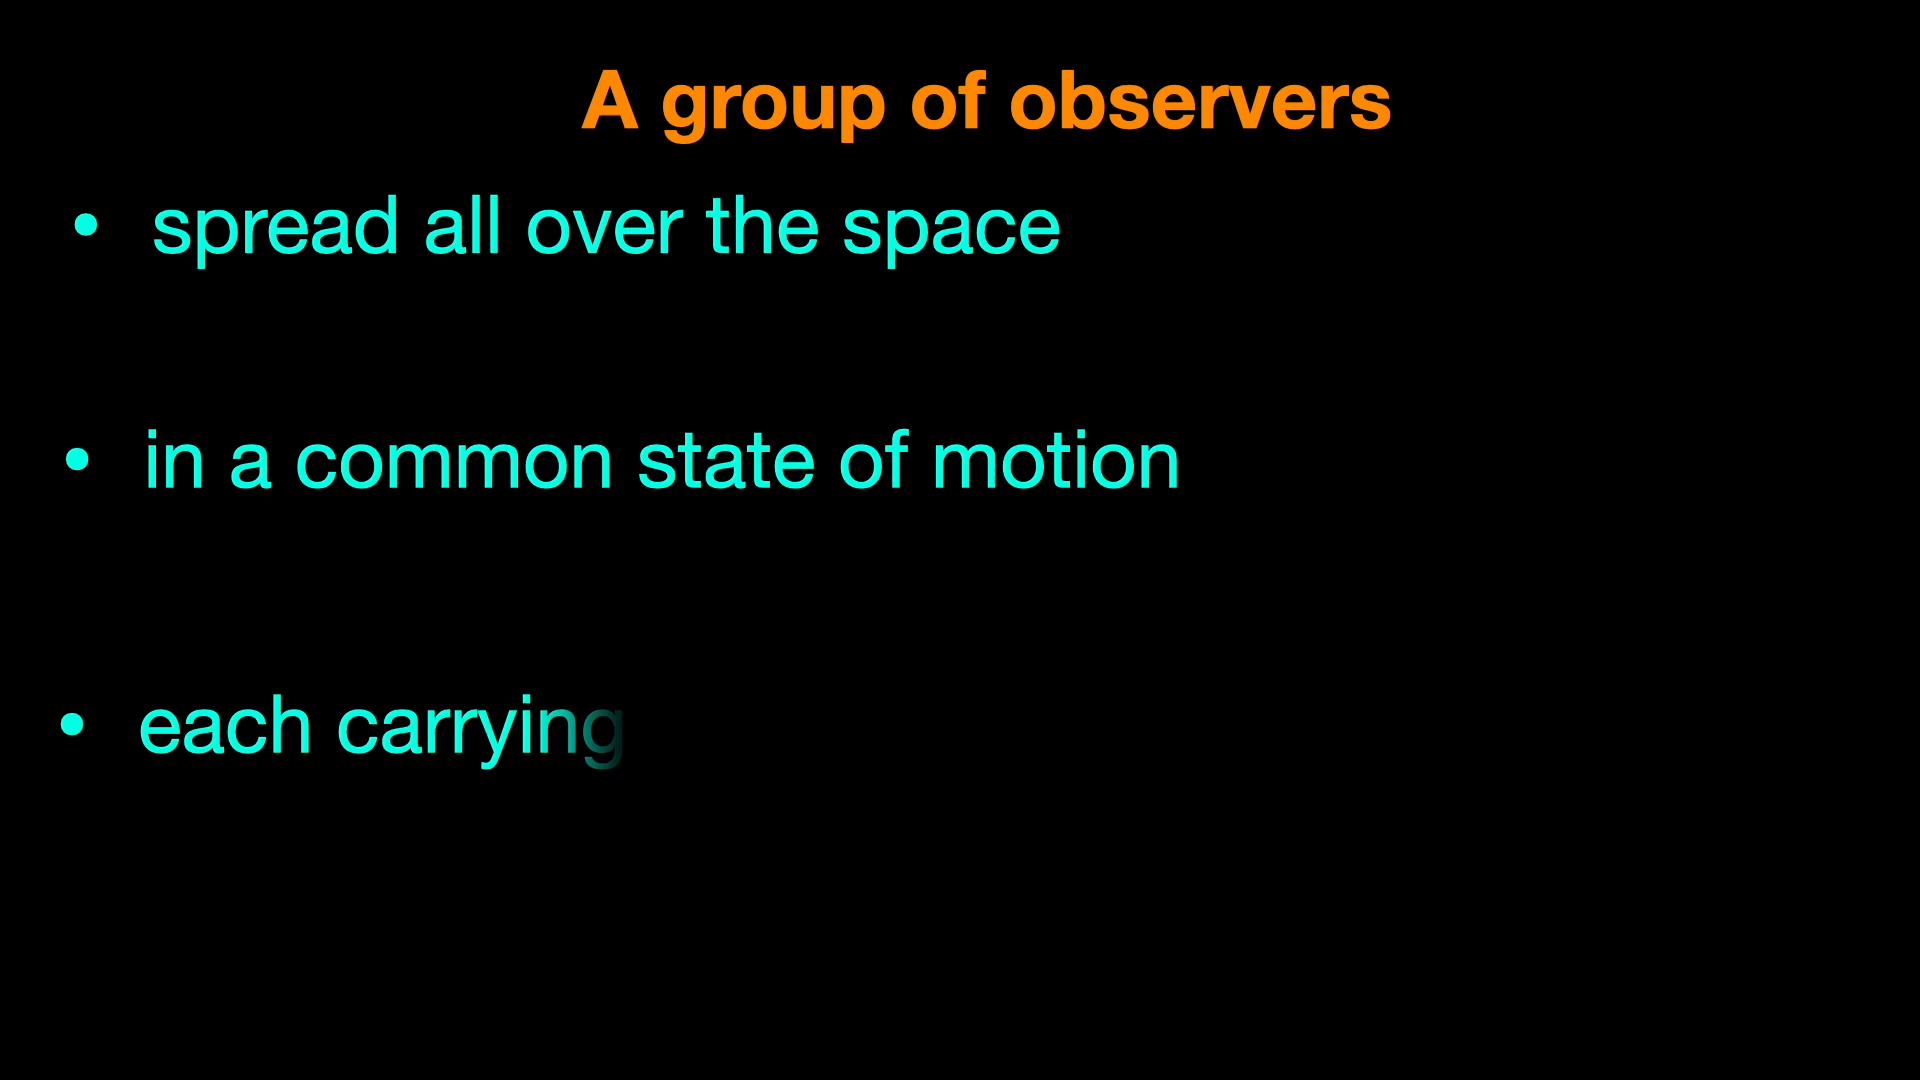 A group of observers
• spread all over the space
• in a common state of motion
• each carrying